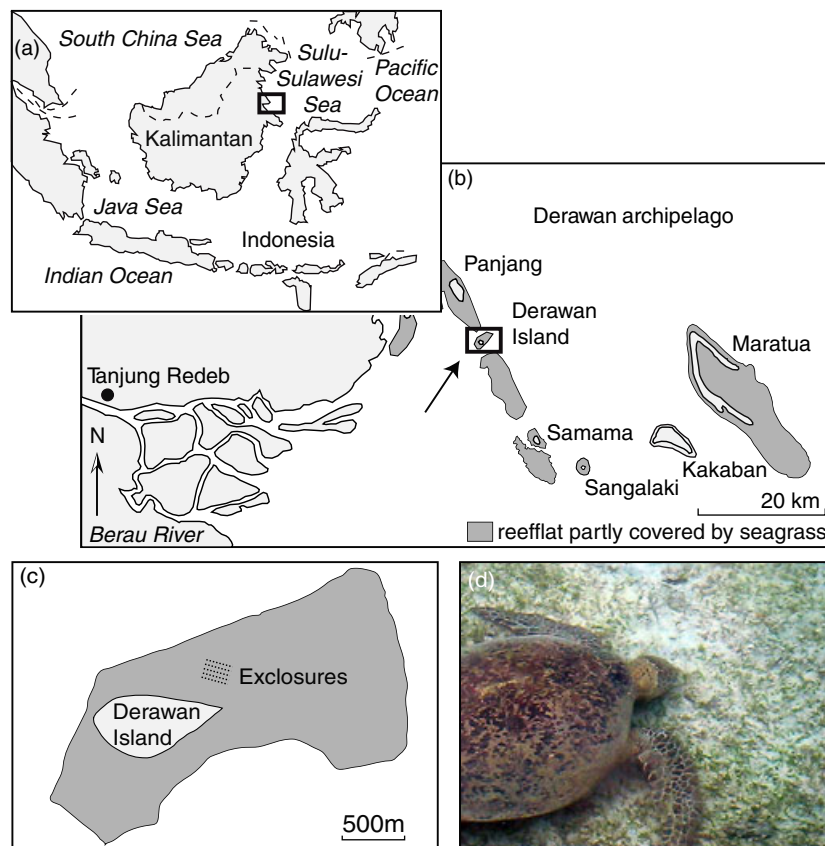 (a)
South China Sea
Sulu-
Sulawesi
Sea
Pacific
Ocean
Kalimantan
Java Sea
Indonesia
Indian Ocean
(b)
Derawan archipelago
Panjang
Derawan
Island
Maratua
Tanjung Redeb
N
Samama
Kakaban
Sangalaki
20 km
Berau River
reefflat partly covered by seagrass
(c)
Exclosures
Derawan
Island
500m
(d)